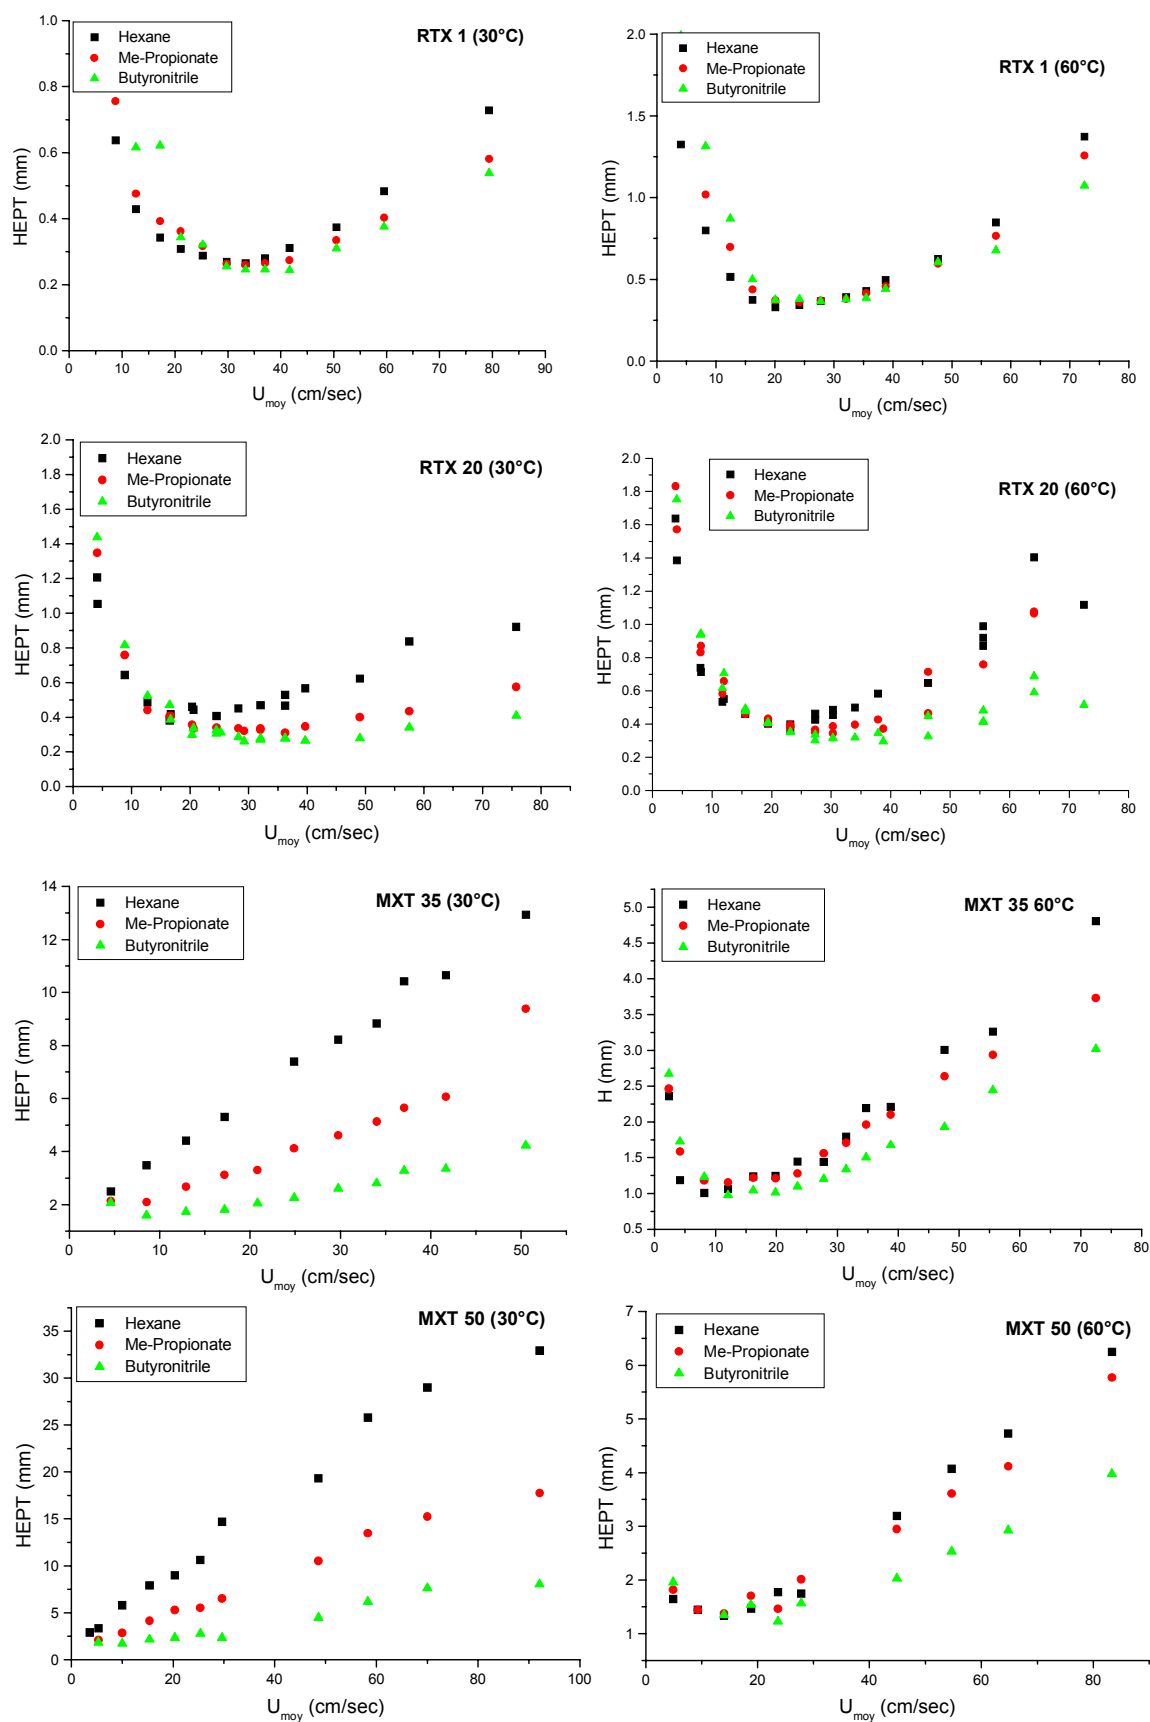 RTX 1 (30°C)
Hexane
Me-Propionate
Butyronitrile
HEPT (mm)
1.0
0.8
0.6
0.4
0.2
0.0
0 10 20 30 40 50 60 70 80 90
Umoy (cm/sec)
RTX 1 (60°C)
Hexane
Me-Propionate
Butyronitrile
HEPT (mm)
2.0
1.5
1.0
0.5
0.0
0 10 20 30 40 50 60 70 80
Umoy (cm/sec)
RTX 20 (30°C)
Hexane
Me-Propionate
Butyronitrile
HEPT (mm)
2.0
1.8
1.6
1.4
1.2
1.0
0.8
0.6
0.4
0.2
0.0
0 10 20 30 40 50 60 70 80
Umoy (cm/sec)
RTX 20 (60°C)
Hexane
Me-Propionate
Butyronitrile
HEPT (mm)
2.0
1.8
1.6
1.4
1.2
1.0
0.8
0.6
0.4
0.2
0.0
0 10 20 30 40 50 60 70 80
Umoy (cm/sec)
MXT 35 (30°C)
Hexane
Me-Propionate
Butyronitrile
HEPT (mm)
14
12
10
8
6
4
2
0 10 20 30 40 50
Umoy (cm/sec)
MXT 35 60°C
Hexane
Me-Propionate
Butyronitrile
H (mm)
5.0
4.5
4.0
3.5
3.0
2.5
2.0
1.5
1.0
0.5
0 10 20 30 40 50 60 70 80
Umoy (cm/sec)
MXT 50 (30°C)
Hexane
Me-Propionate
Butyronitrile
HEPT (mm)
35
30
25
20
15
10
5
0
0 20 40 60 80 100
Umoy (cm/sec)
MXT 50 (60°C)
Hexane
Me-Propionate
Butyronitrile
HEPT (mm)
7
6
5
4
3
2
1
0 20 40 60 80
Umoy (cm/sec)